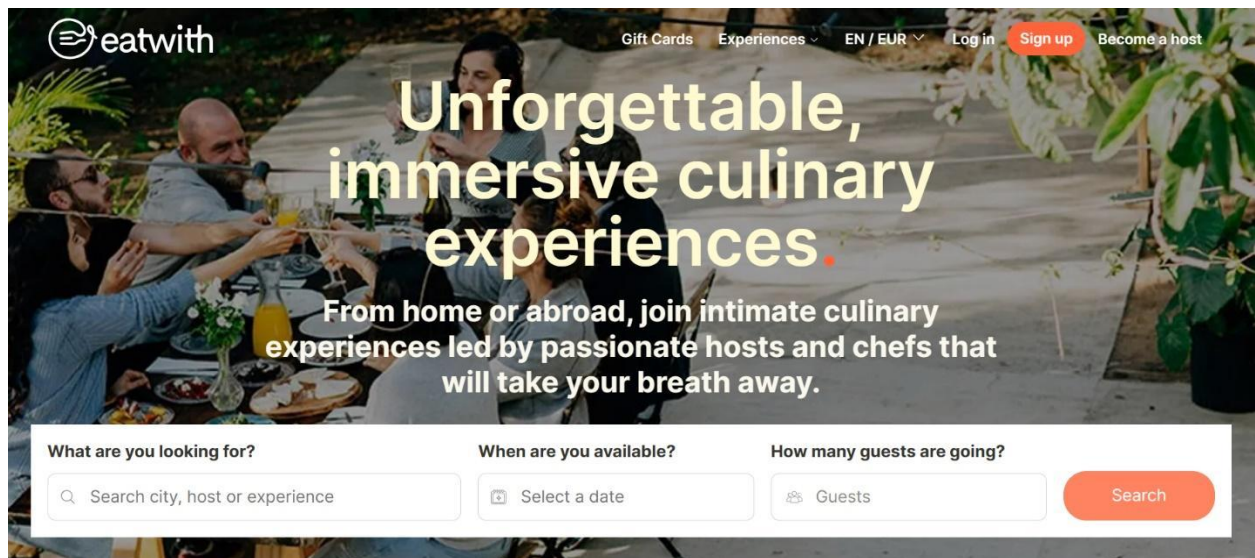 eatwith
Gift Cards Experiences EN / EUR Log in Sign up Become a host
Unforgettable,
immersive culinary
experiences.
From home or abroad, join intimate culinary
experiences led by passionate hosts and chefs that
will take your breath away.
What are you looking for? When are you available? How many guests are going?
Search city, host or experience Select a date Guests Search